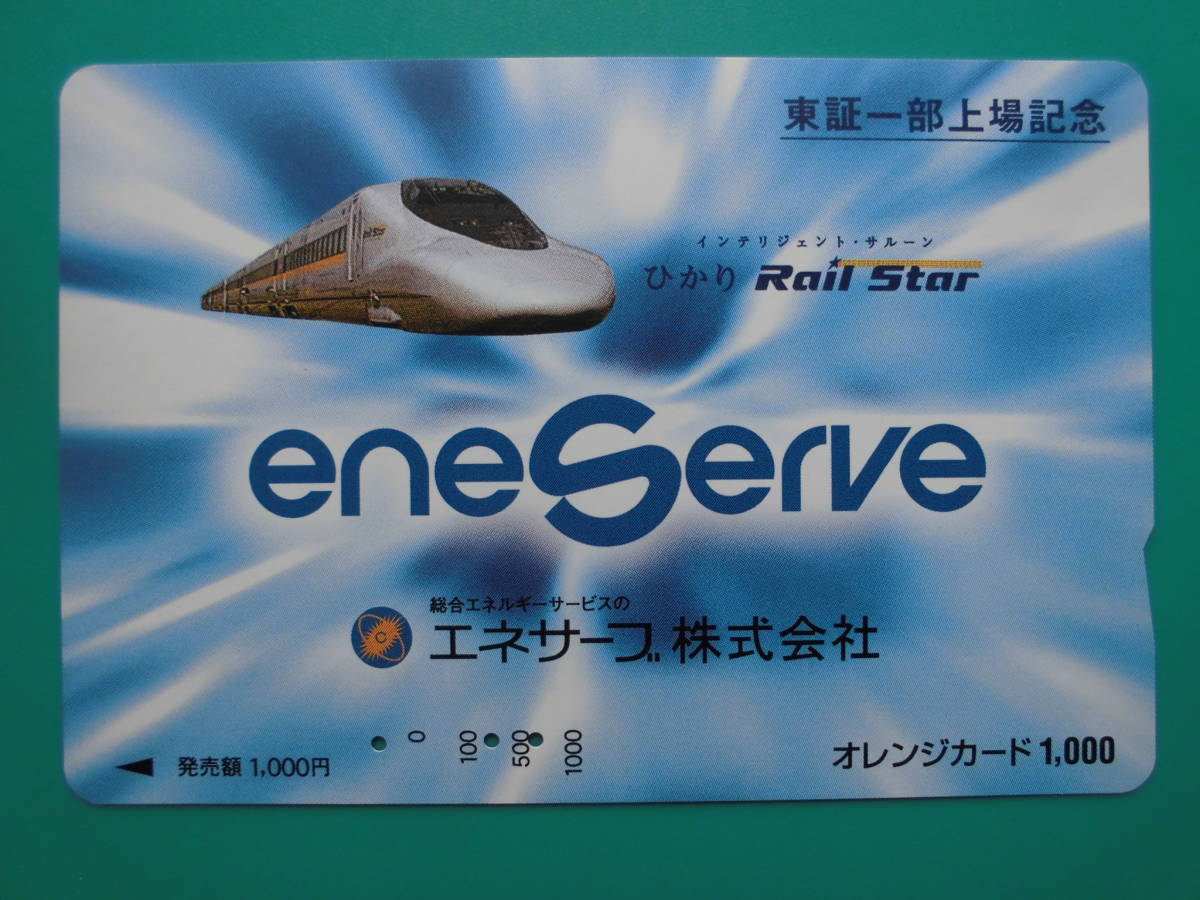 東証一部上場記念
Rail Star
インテリジェント・サルーン
ひかり Rail Star
eneServe
総合エネルギーサービスの
エネサーブ株式会社
0 100 500 1000
発売額 1,000円
オレンジカード 1,000